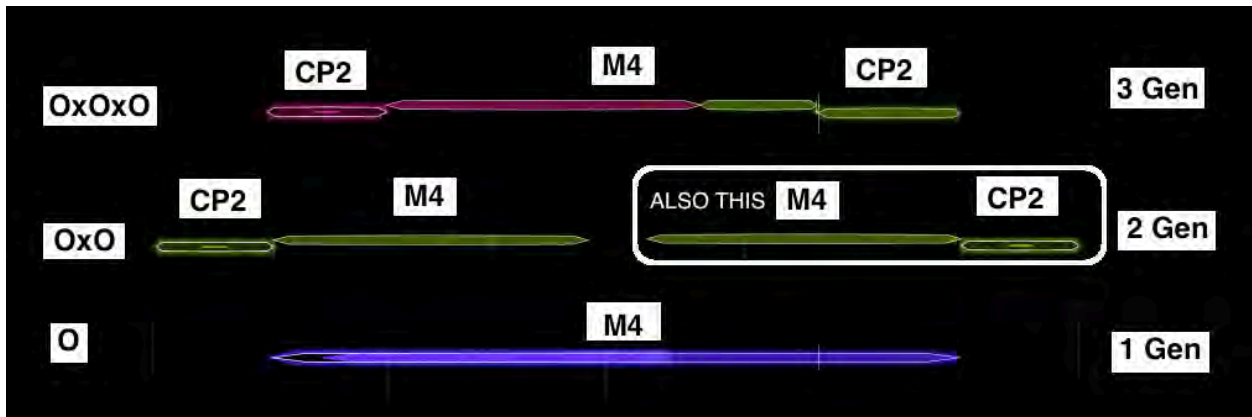 CP2 M4 CP2
OxOxO 3 Gen
CP2 M4 ALSO THIS M4 CP2
OxO 2 Gen
M4
O 1 Gen